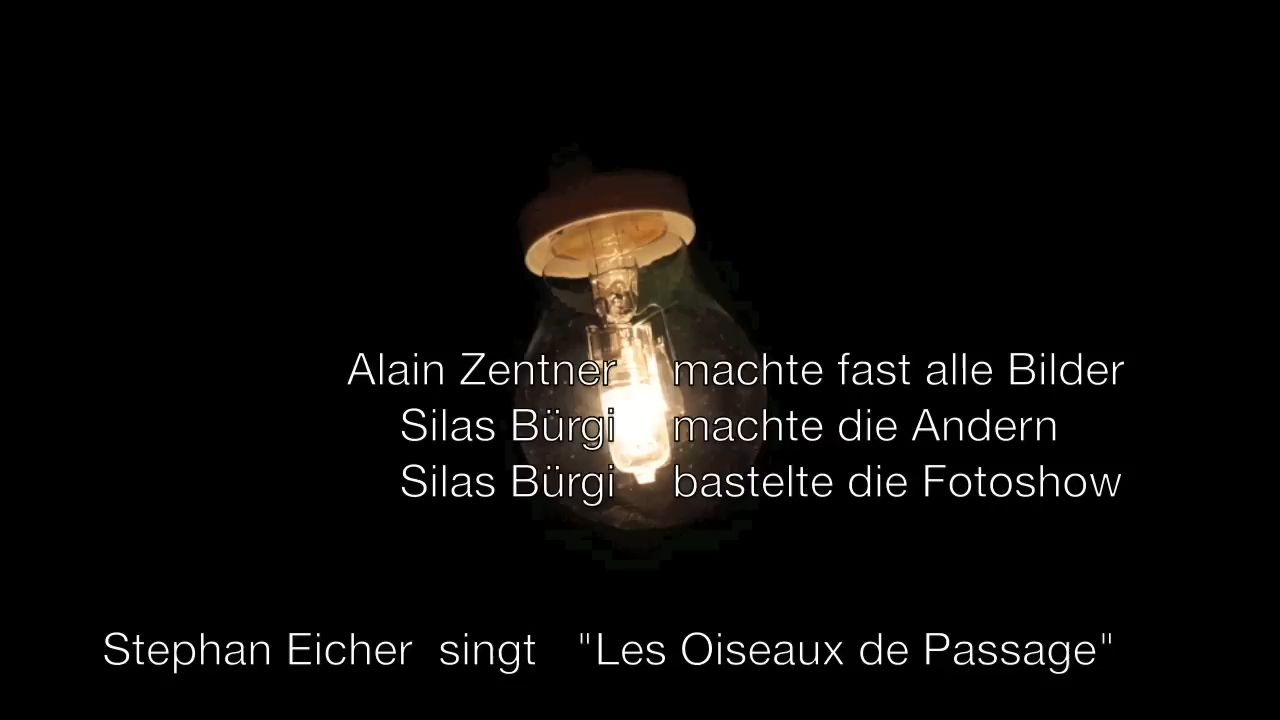 Alain Zentner machte fast alle Bilder
Silas Bürgi machte die Andern
Silas Bürgi bastelte die Fotoshow
Stephan Eicher singt "Les Oiseaux de Passage"